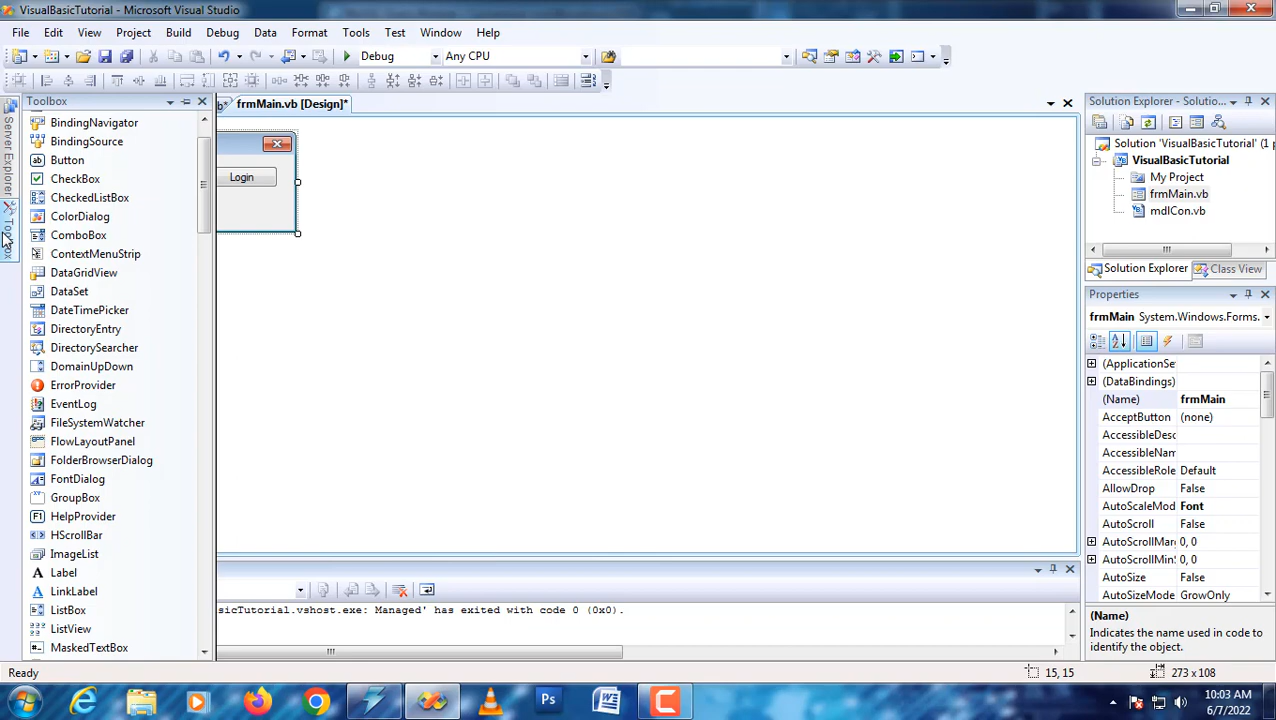 VisualBasicTutorial - Microsoft Visual Studio
File Edit View Project Build Debug Data Format Tools Test Window Help
Debug Any CPU
Server Explorer
Toolbox
Toolbox
BindingNavigator
BindingSource
Button
CheckBox
CheckedListBox
ColorDialog
ComboBox
ContextMenuStrip
DataGridView
DataSet
DateTimePicker
DirectoryEntry
DirectorySearcher
DomainUpDown
ErrorProvider
EventLog
FileSystemWatcher
FlowLayoutPanel
FolderBrowserDialog
FontDialog
GroupBox
HelpProvider
HScrollBar
ImageList
Label
LinkLabel
ListBox
ListView
MaskedTextBox
b* frmMain.vb [Design]*
Login
sicTutorial.vshost.exe: Managed' has exited with code 0 (0x0).
Solution Explorer - Solutio...
Solution 'VisualBasicTutorial' (1 p
VisualBasicTutorial
My Project
frmMain.vb
mdlCon.vb
Solution Explorer Class View
Properties
frmMain System.Windows.Forms.
(ApplicationSe
(DataBindings)
(Name) frmMain
AcceptButton (none)
AccessibleDesc
AccessibleNam
AccessibleRole Default
AllowDrop False
AutoScaleMod Font
AutoScroll False
AutoScrollMar 0, 0
AutoScrollMin 0, 0
AutoSize False
AutoSizeMode GrowOnly
(Name)
Indicates the name used in code to
identify the object.
Ready 15, 15 273 x 108
Ps
10:03 AM
6/7/2022